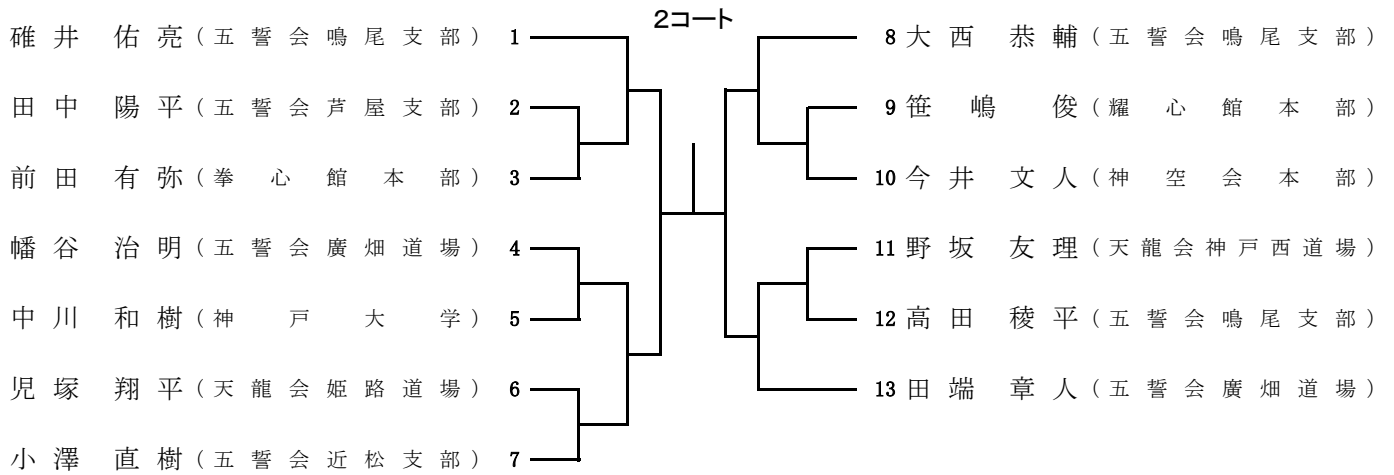 2コート
碓井 佑亮(五誓会鳴尾支部) 1
田中 陽平(五誓会芦屋支部) 2
前田 有弥(拳心館本部) 3
幡谷 治明(五誓会廣畑道場) 4
中川 和樹(神戸大学) 5
児塚 翔平(天龍会姫路道場) 6
小澤 直樹(五誓会近松支部) 7
8 大西 恭輔(五誓会鳴尾支部)
9 笹嶋 俊(耀心館本部)
10 今井 文人(神空会本部)
11 野坂 友理(天龍会神戸西道場)
12 高田 稜平(五誓会鳴尾支部)
13 田端 章人(五誓会廣畑道場)